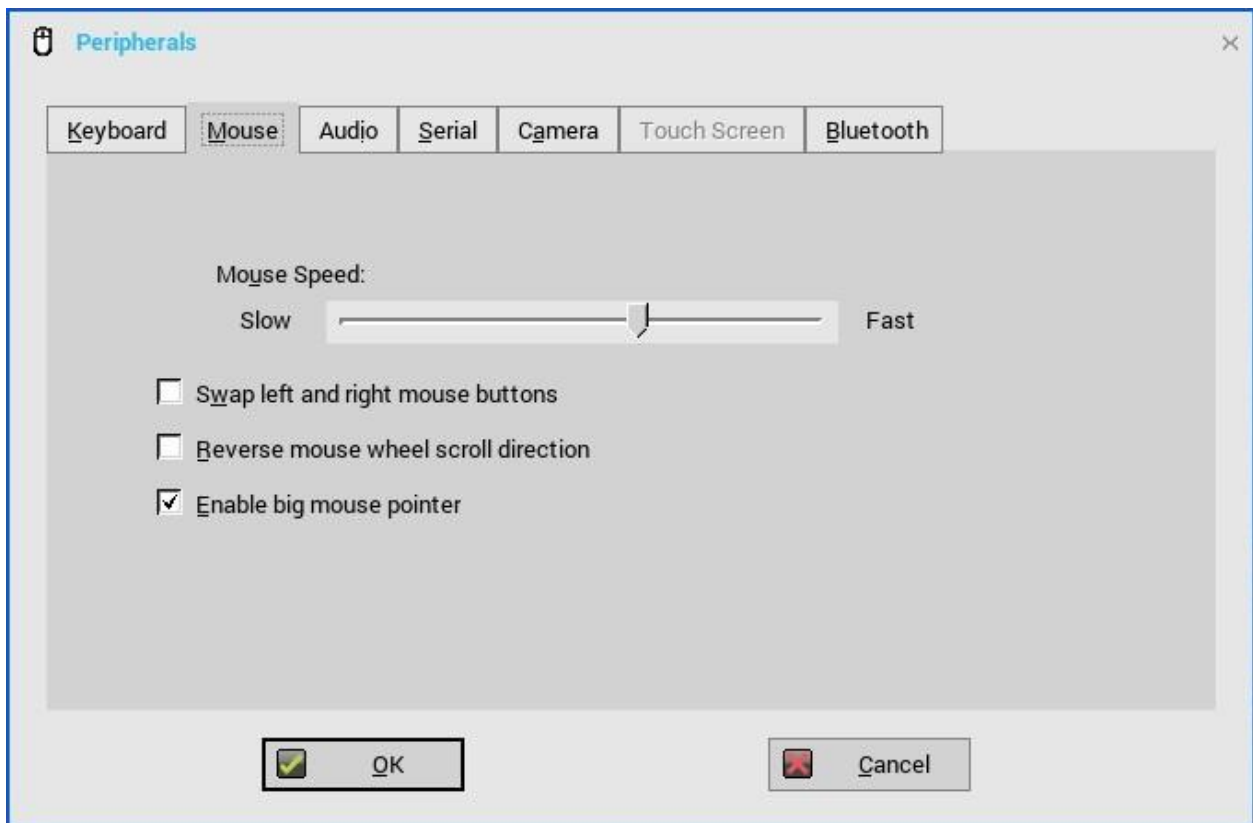 Peripherals
Keyboard Mouse Audio Serial Camera Touch Screen Bluetooth
Mouse Speed:
Slow Fast
Swap left and right mouse buttons
Reverse mouse wheel scroll direction
Enable big mouse pointer
OK Cancel